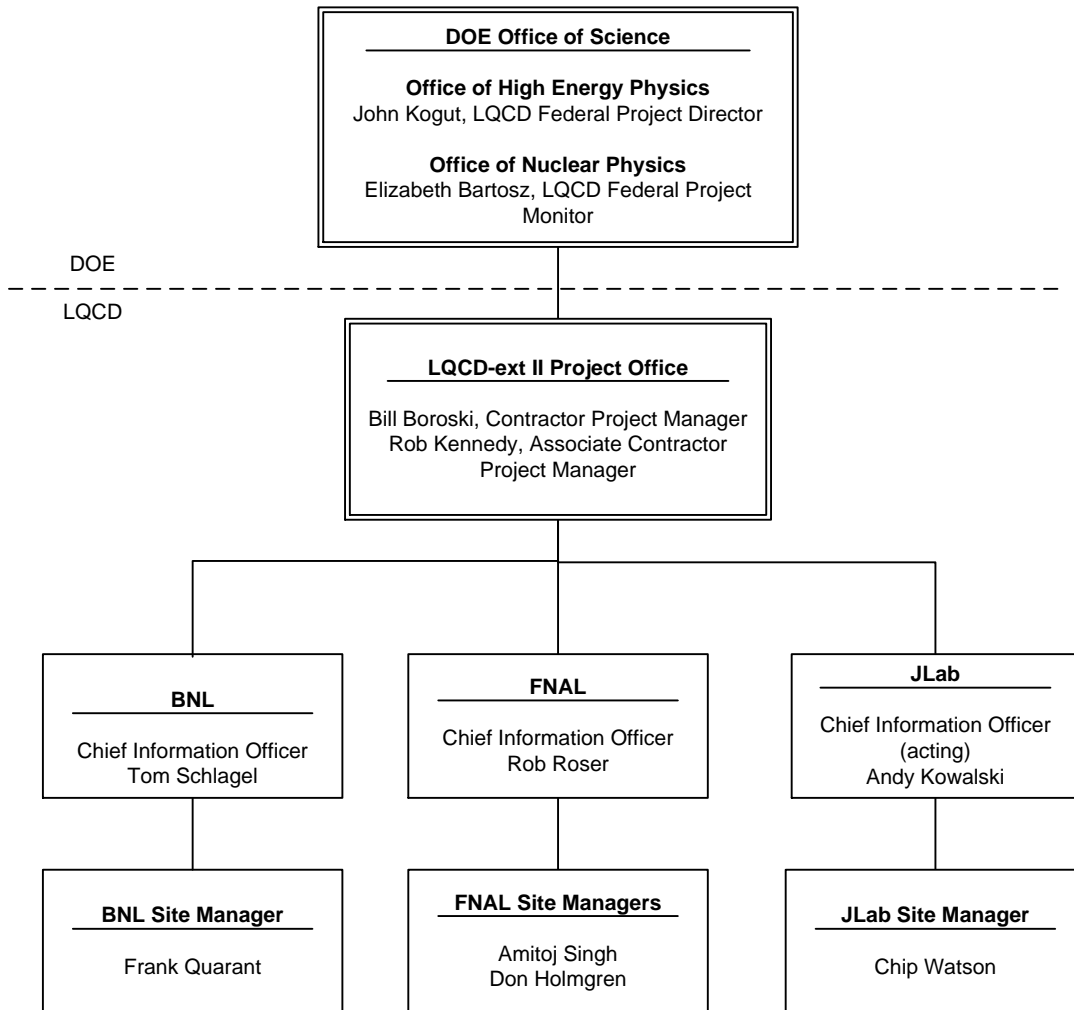 DOE Office of Science
Office of High Energy Physics
John Kogut, LQCD Federal Project Director
Office of Nuclear Physics
Elizabeth Bartosz, LQCD Federal Project
Monitor
DOE
LQCD
LQCD-ext II Project Office
Bill Boroski, Contractor Project Manager
Rob Kennedy, Associate Contractor
Project Manager
BNL
Chief Information Officer
Tom Schlagel
FNAL
Chief Information Officer
Rob Roser
JLab
Chief Information Officer
(acting)
Andy Kowalski
BNL Site Manager
Frank Quarant
FNAL Site Managers
Amitoj Singh
Don Holmgren
JLab Site Manager
Chip Watson